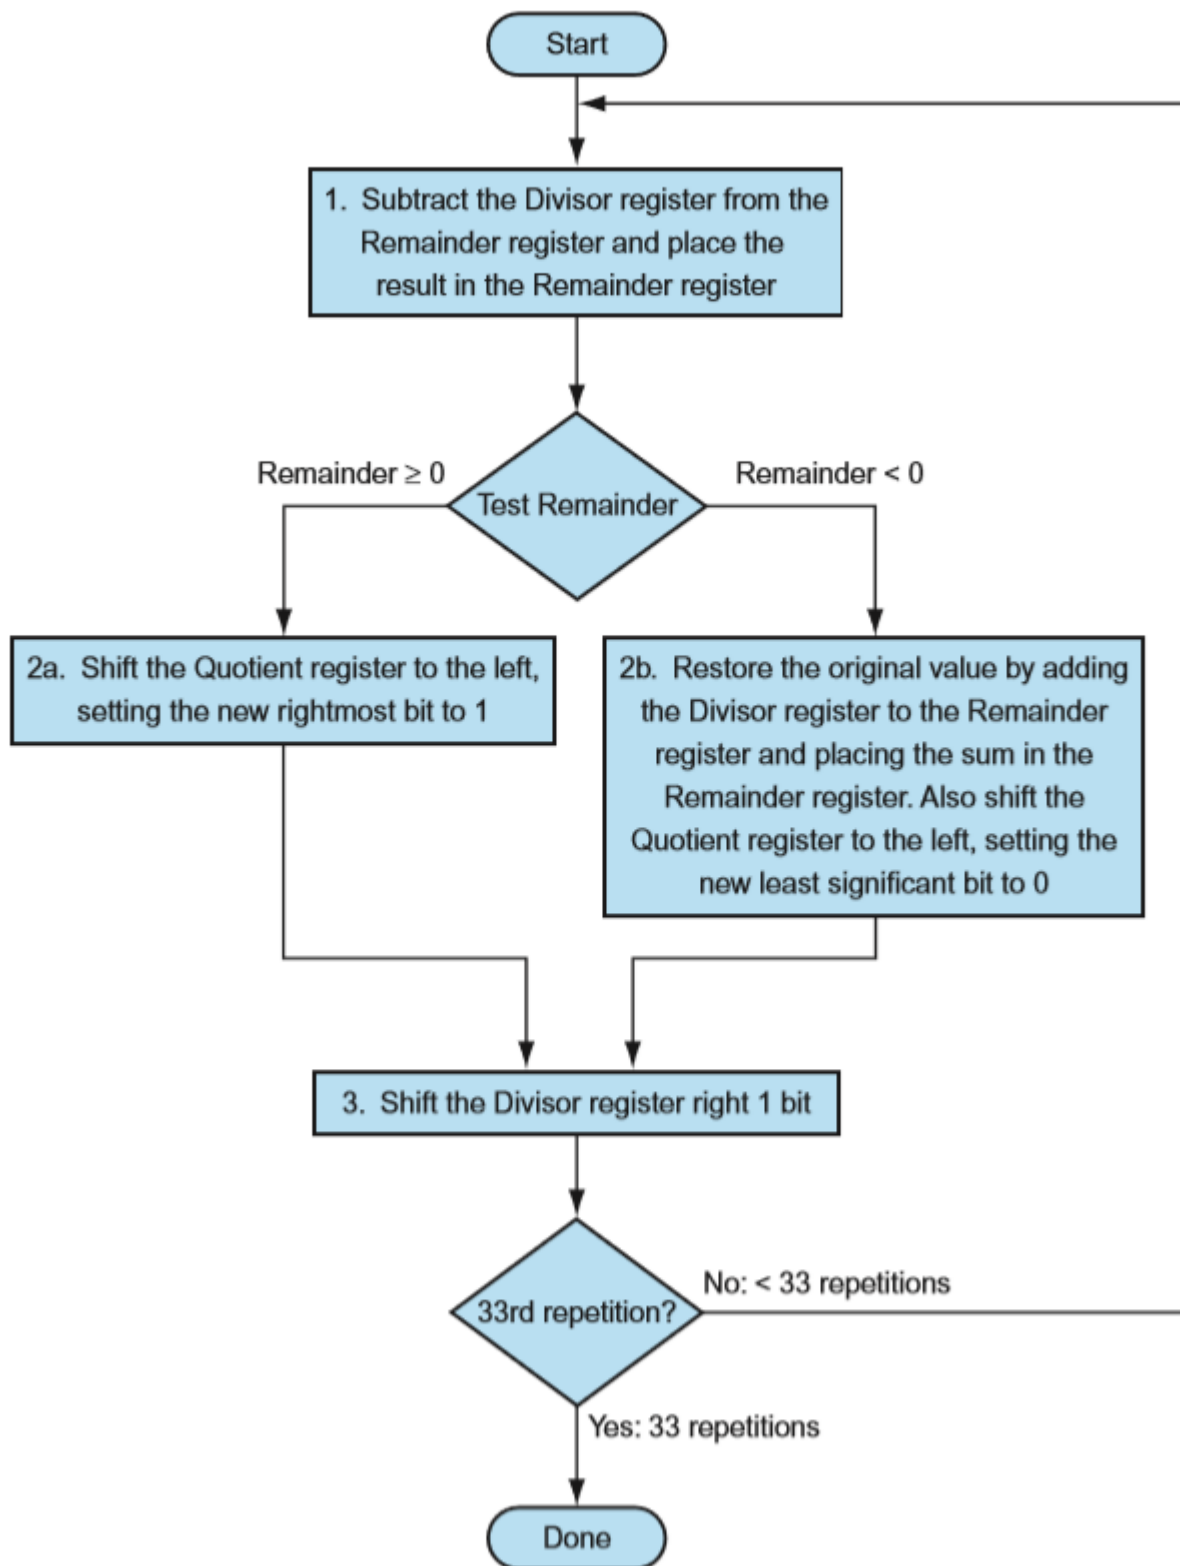 Start
1. Subtract the Divisor register from the
Remainder register and place the
result in the Remainder register
Remainder ≥ 0
Remainder < 0
Test Remainder
2a. Shift the Quotient register to the left,
setting the new rightmost bit to 1
2b. Restore the original value by adding
the Divisor register to the Remainder
register and placing the sum in the
Remainder register. Also shift the
Quotient register to the left, setting the
new least significant bit to 0
3. Shift the Divisor register right 1 bit
No: < 33 repetitions
33rd repetition?
Yes: 33 repetitions
Done